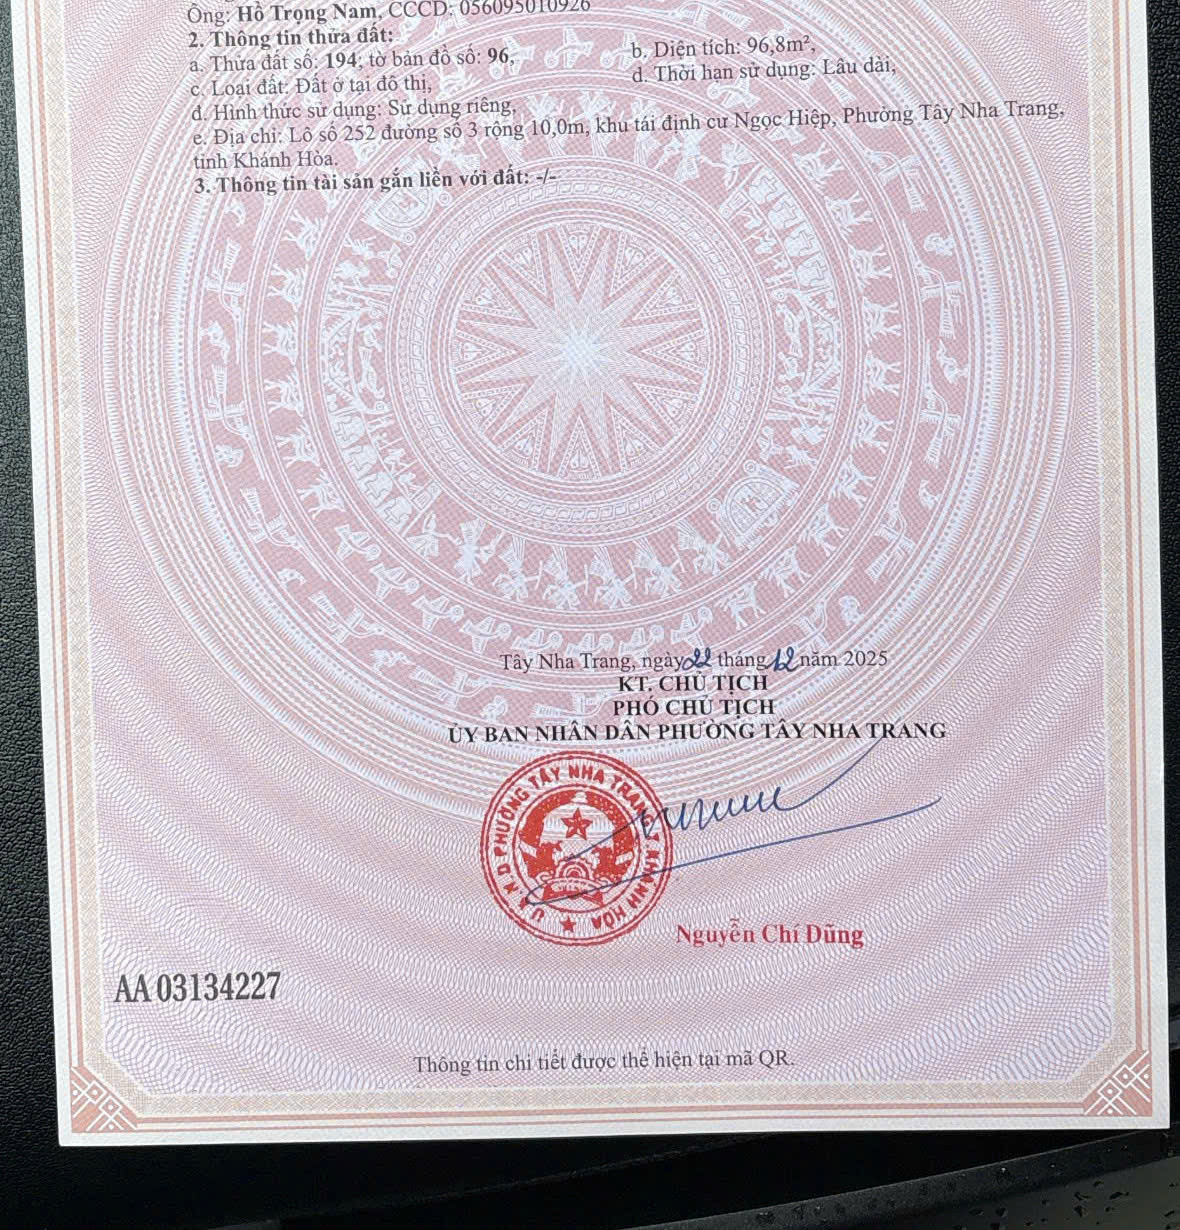 Ông: Hồ Trọng Nam, CCCD: 056095010926
2. Thông tin thửa đất:
a. Thửa đất số: 194; tờ bản đồ số: 96,
b. Diện tích: 96,8m²,
c. Loại đất: Đất ở tại đô thị,
d. Thời hạn sử dụng: Lâu dài,
đ. Hình thức sử dụng: Sử dụng riêng,
e. Địa chỉ: Lô số 252 đường số 3 rộng 10,0m, khu tái định cư Ngọc Hiệp, Phường Tây Nha Trang,
tỉnh Khánh Hòa.
3. Thông tin tài sản gắn liền với đất: -/-
Tây Nha Trang, ngày 22 tháng 12 năm 2025
KT. CHỦ TỊCH
PHÓ CHỦ TỊCH
ỦY BAN NHÂN DÂN PHƯỜNG TÂY NHA TRANG
U.B.N.D PHƯỜNG TÂY NHA TRANG T. KHÁNH HÒA
Nguyễn Chí Dũng
AA 03134227
Thông tin chi tiết được thể hiện tại mã QR.